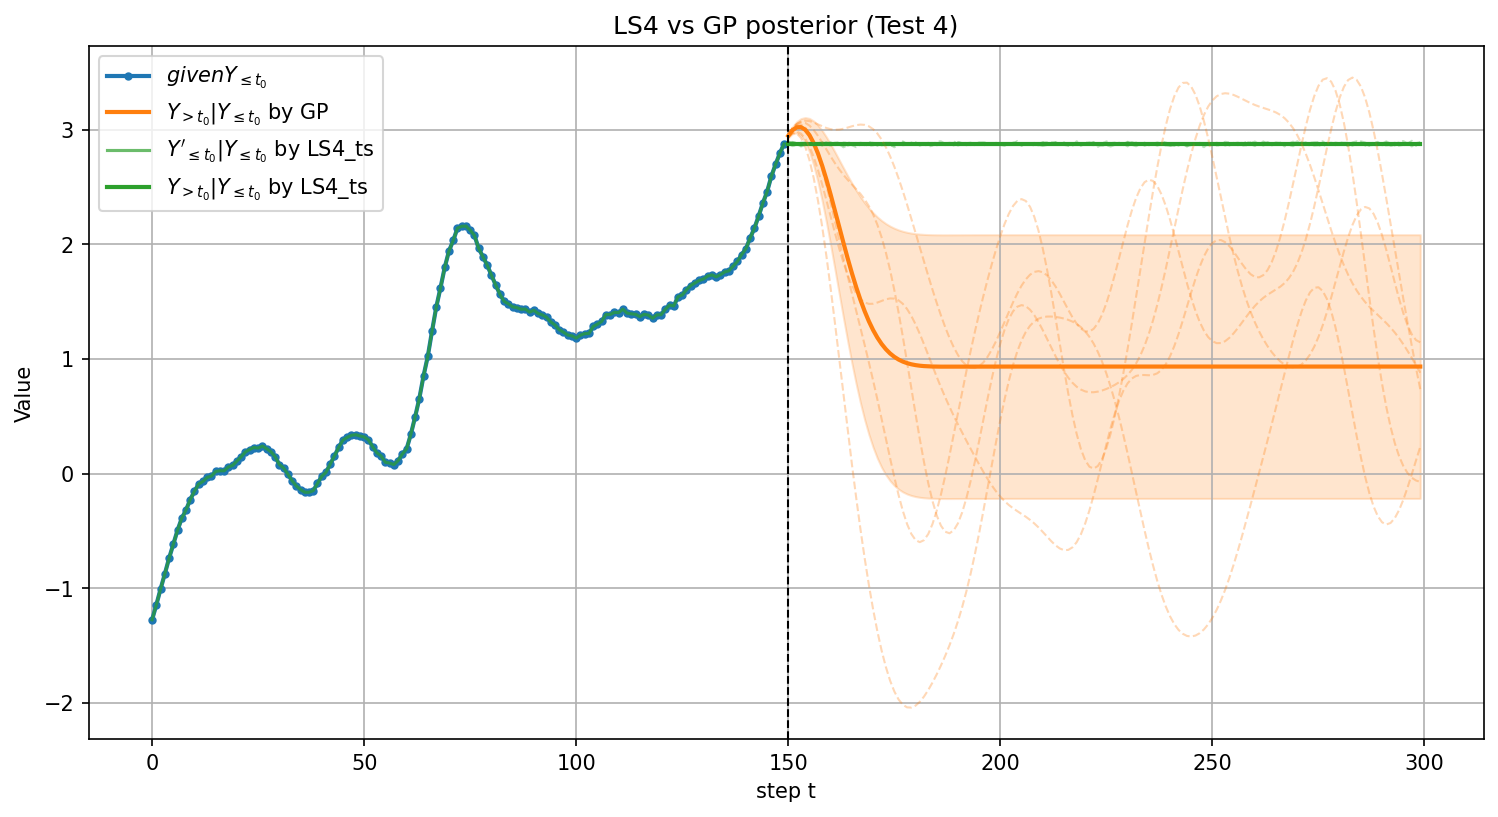 LS4 vs GP posterior (Test 4)
givenY≤t₀
Y>t₀|Y≤t₀ by GP
Y′≤t₀|Y≤t₀ by LS4_ts
Y>t₀|Y≤t₀ by LS4_ts
3
2
1
0
−1
−2
Value
0 50 100 150 200 250 300
step t